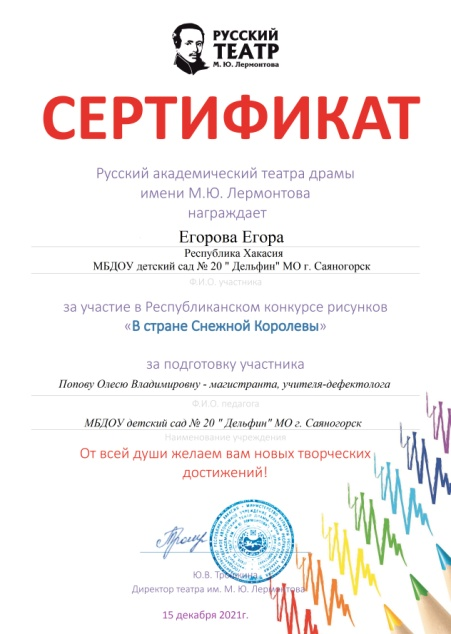 РУССКИЙ
ТЕАТР
М. Ю. Лермонтова
СЕРТИФИКАТ
Русский академический театра драмы
имени М.Ю. Лермонтова
награждает
Егорова Егора
Республика Хакасия
МБДОУ детский сад № 20 " Дельфин" МО г. Саяногорск
Ф.И.О. участника
за участие в Республиканском конкурсе рисунков
«В стране Снежной Королевы»
за подготовку участника
Попову Олесю Владимировну - магистранта, учителя-дефектолога
Ф.И.О. педагога
МБДОУ детский сад № 20 " Дельфин" МО г. Саяногорск
Наименование учреждения
От всей души желаем вам новых творческих
достижений!
Ю.В.
Директор театра им. М. Ю. Лермонтова
15 декабря 2021г.